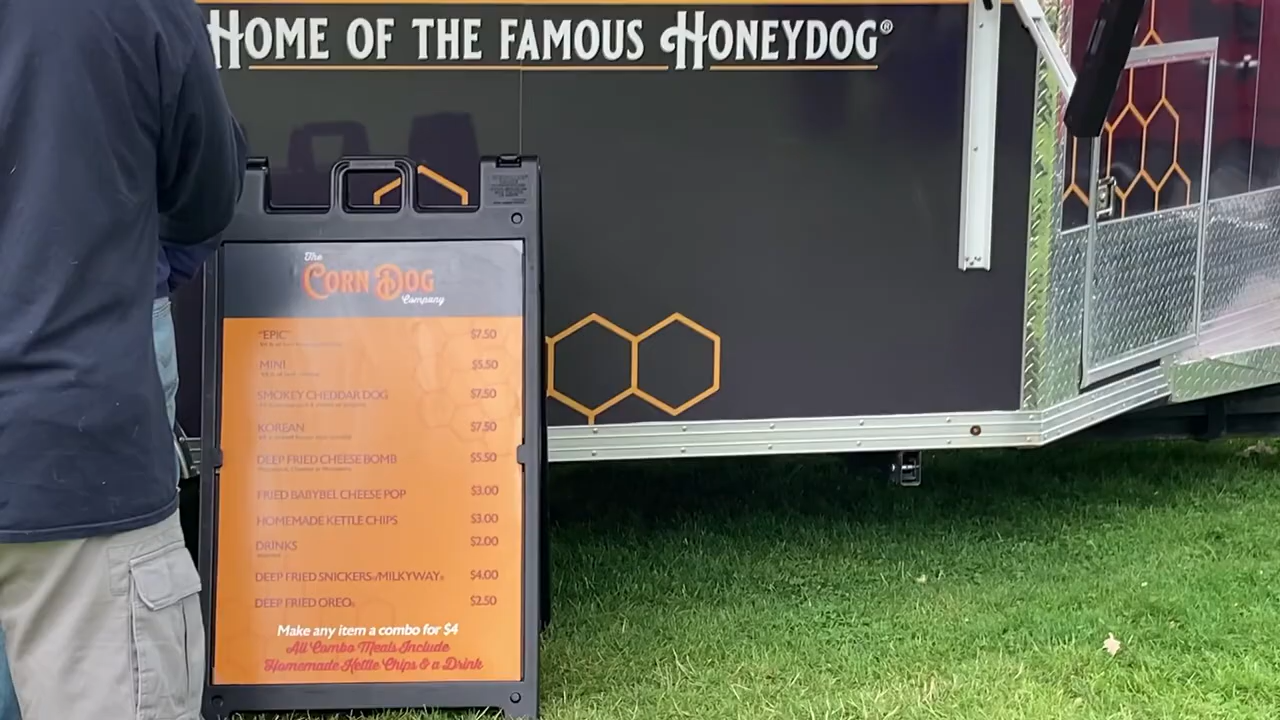 HOME OF THE FAMOUS HONEYDOG®
The
CORN DOG
Company
"EPIC" $7.50
MINI $5.50
SMOKEY CHEDDAR DOG $7.50
KOREAN $7.50
DEEP FRIED CHEESE BOMB $5.50
FRIED BABYBEL CHEESE POP $3.00
HOMEMADE KETTLE CHIPS $3.00
DRINKS $2.00
DEEP FRIED SNICKERS®/MILKYWAY® $4.00
DEEP FRIED OREO® $2.50
Make any item a combo for $4
All Combo Meals Include
Homemade Kettle Chips & a Drink